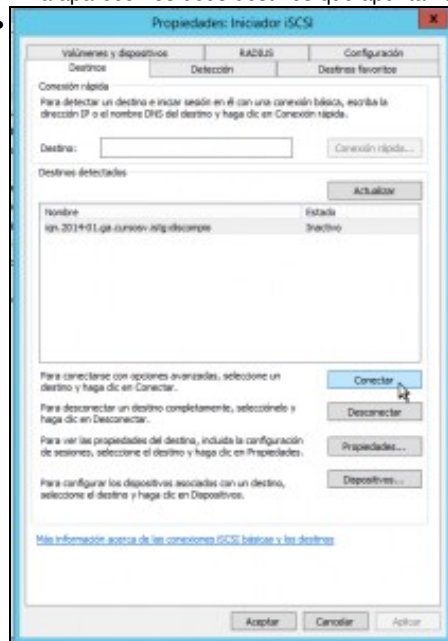 Propiedades: Iniciador iSCSI
x
Volúmenes y dispositivos
RADIUS
Configuración
Destinos
Detección
Destinos favoritos
Conexión rápida
Para detectar un destino e iniciar sesión en él con una conexión básica, escriba la
dirección IP o el nombre DNS del destino y haga clic en Conexión rápida.
Destino:
Conexión rápida...
Destinos detectados
Actualizar
Nombre
Estado
Inactivo
Para conectarse con opciones avanzadas, seleccione un
destino y haga clic en Conectar.
Conectar
Para desconectar un destino completamente, selecciónelo y
haga clic en Desconectar.
Desconectar
Para ver las propiedades del destino, incluida la configuración
de sesiones, seleccione el destino y haga clic en Propiedades.
Propiedades...
Para configurar los dispositivos asociados con un destino,
seleccione el destino y haga clic en Dispositivos.
Dispositivos...
Más información acerca de las conexiones iSCSI básicas y los destinos
Aceptar
Cancelar
Aplicar